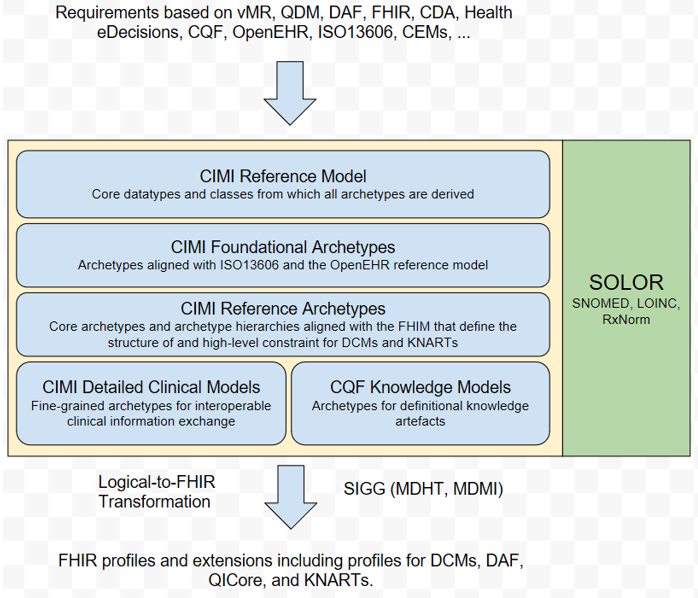 Requirements based on vMR, QDM, DAF, FHIR, CDA, Health
eDecisions, CQF, OpenEHR, ISO13606, CEMs, ...
CIMI Reference Model
Core datatypes and classes from which all archetypes are derived
CIMI Foundational Archetypes
Archetypes aligned with ISO13606 and the OpenEHR reference model
CIMI Reference Archetypes
Core archetypes and archetype hierarchies aligned with the FHIM that define the
structure of and high-level constraint for DCMs and KNARTs
CIMI Detailed Clinical Models
Fine-grained archetypes for interoperable
clinical information exchange
CQF Knowledge Models
Archetypes for definitional knowledge
artefacts
SOLOR
SNOMED, LOINC,
RxNorm
Logical-to-FHIR
Transformation
SIGG (MDHT, MDMI)
FHIR profiles and extensions including profiles for DCMs, DAF,
QICore, and KNARTs.